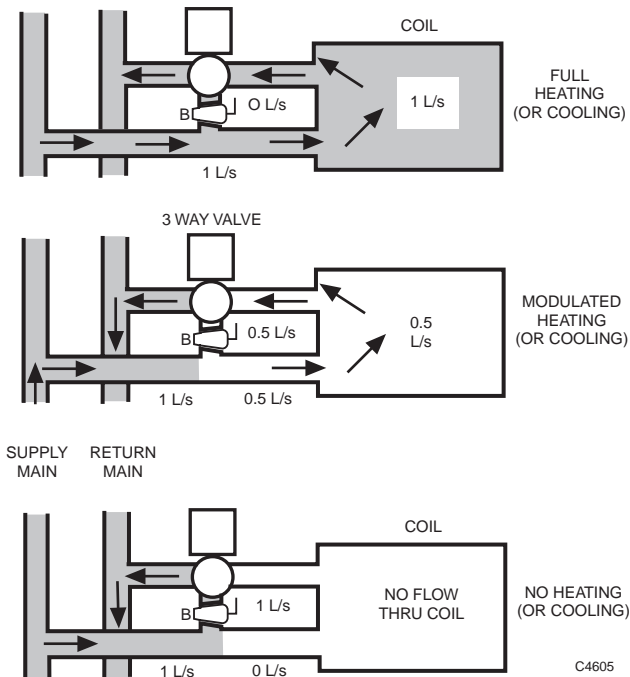 COIL
FULL
HEATING
(OR COOLING)
B
O L/s
1 L/s
1 L/s
3 WAY VALVE
MODULATED
HEATING
(OR COOLING)
B
0.5 L/s
0.5
L/s
1 L/s
0.5 L/s
SUPPLY
MAIN
RETURN
MAIN
COIL
B
1 L/s
NO FLOW
THRU COIL
NO HEATING
(OR COOLING)
1 L/s
0 L/s
C4605